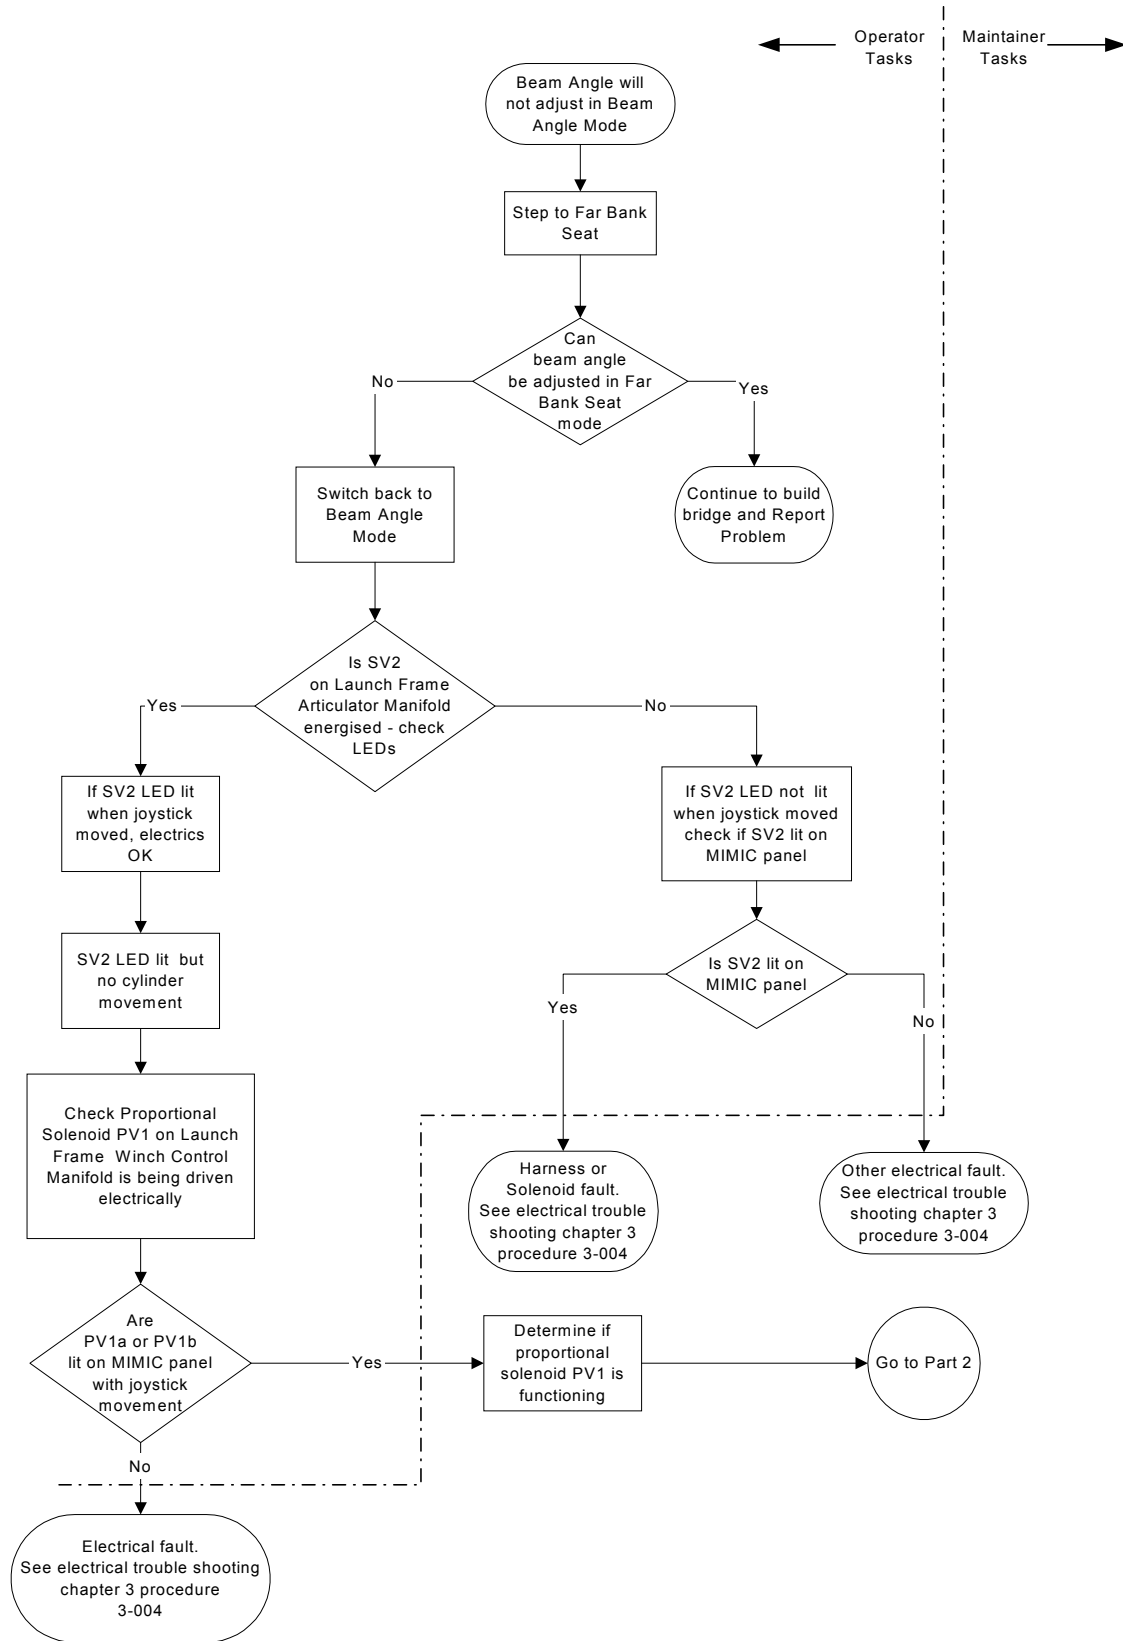 Operator
Tasks
Maintainer
Tasks
Beam Angle will
not adjust in Beam
Angle Mode
Step to Far Bank
Seat
Can
beam angle
be adjusted in Far
Bank Seat
mode
No
Yes
Switch back to
Beam Angle
Mode
Continue to build
bridge and Report
Problem
Is SV2
on Launch Frame
Articulator Manifold
energised - check
LEDs
Yes
No
If SV2 LED lit
when joystick
moved, electrics
OK
If SV2 LED not lit
when joystick moved
check if SV2 lit on
MIMIC panel
SV2 LED lit but
no cylinder
movement
Is SV2 lit on
MIMIC panel
Yes
No
Check Proportional
Solenoid PV1 on Launch
Frame Winch Control
Manifold is being driven
electrically
Harness or
Solenoid fault.
See electrical trouble
shooting chapter 3
procedure 3-004
Other electrical fault.
See electrical trouble
shooting chapter 3
procedure 3-004
Are
PV1a or PV1b
lit on MIMIC panel
with joystick
movement
Yes
Determine if
proportional
solenoid PV1 is
functioning
Go to Part 2
No
Electrical fault.
See electrical trouble shooting
chapter 3 procedure
3-004